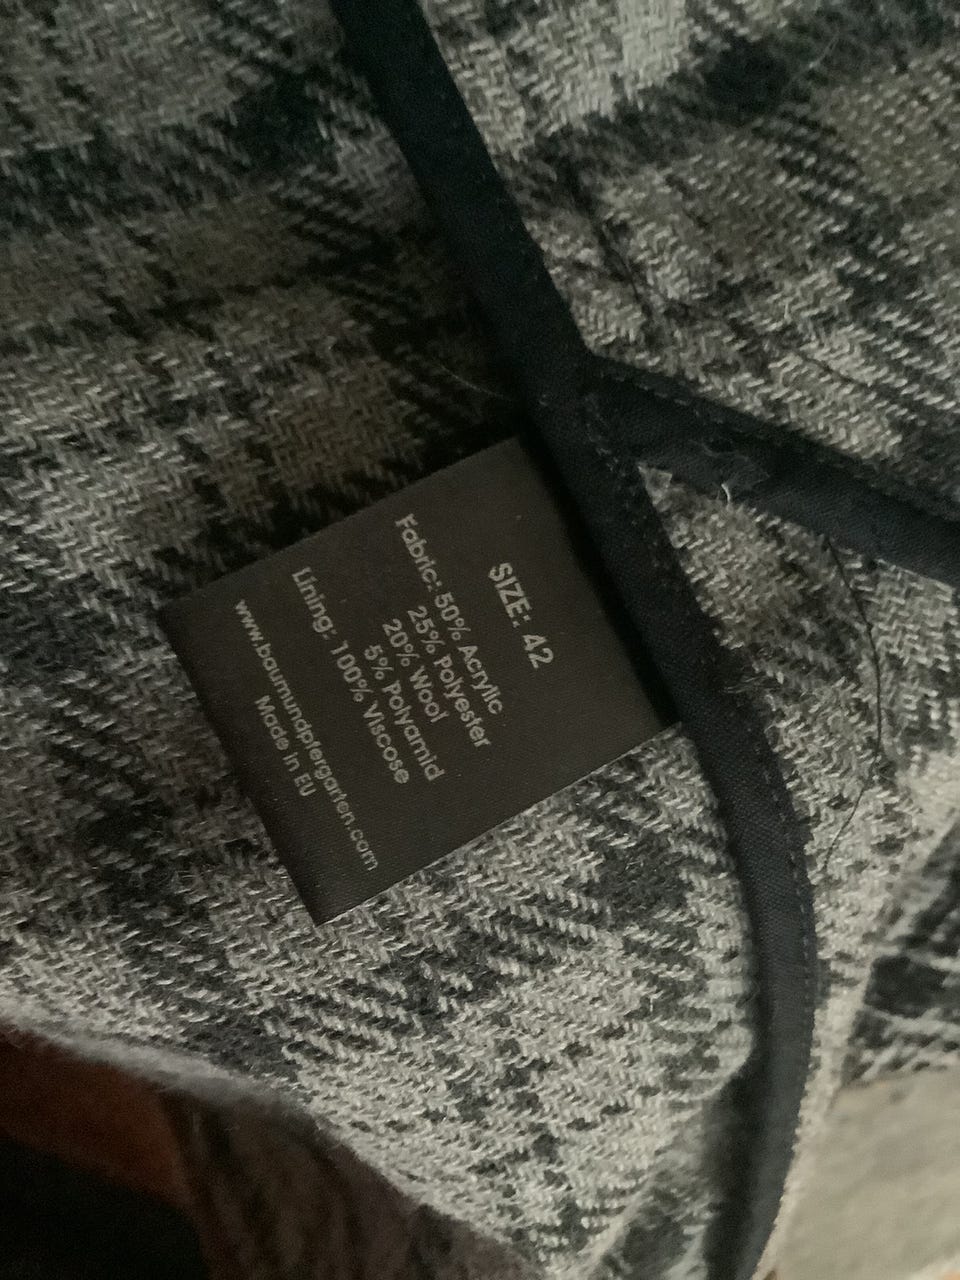 SIZE: 42
Fabric: 50% Acrylic
25% Polyester
20% Wool
5% Polyamid
Lining: 100% Viscose
www.baumundpfergarten.com
Made in EU